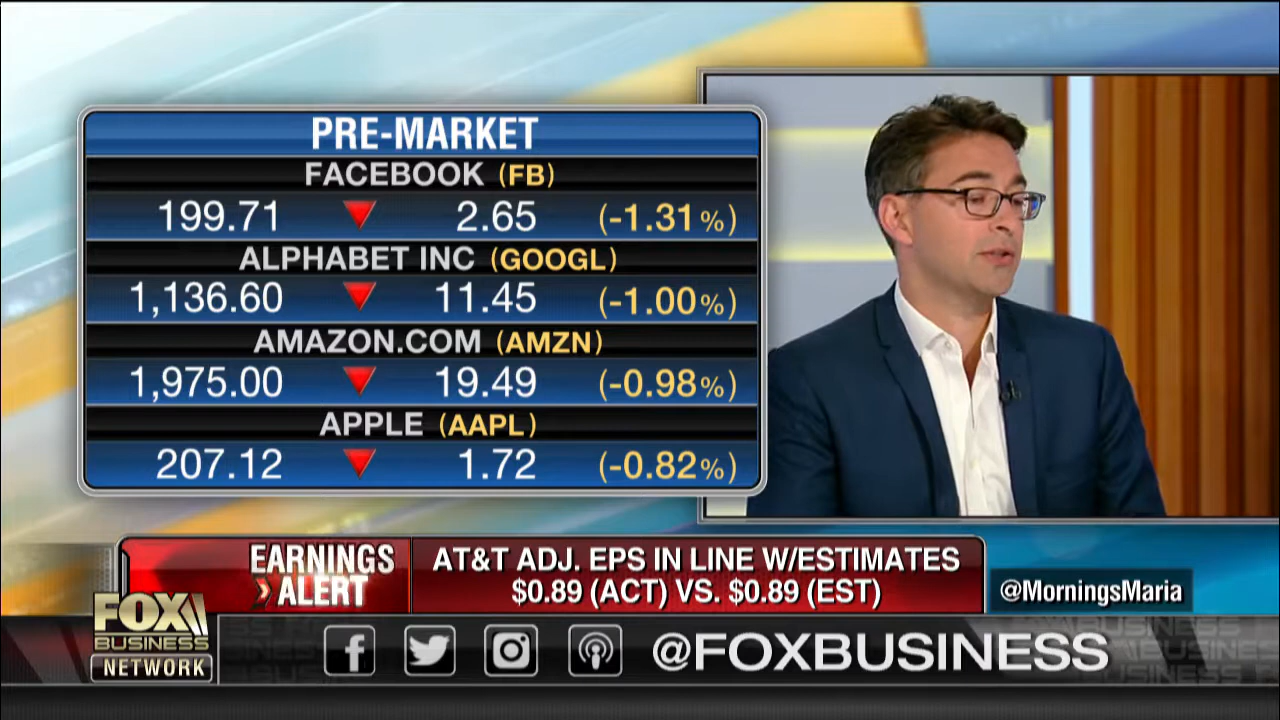 PRE-MARKET
FACEBOOK (FB)
199.71 ▼ 2.65 (-1.31%)
ALPHABET INC (GOOGL)
1,136.60 ▼ 11.45 (-1.00%)
AMAZON.COM (AMZN)
1,975.00 ▼ 19.49 (-0.98%)
APPLE (AAPL)
207.12 ▼ 1.72 (-0.82%)
EARNINGS
ALERT
AT&T ADJ. EPS IN LINE W/ESTIMATES
$0.89 (ACT) VS. $0.89 (EST)
@MorningsMaria
FOX
BUSINESS
NETWORK
@FOXBUSINESS